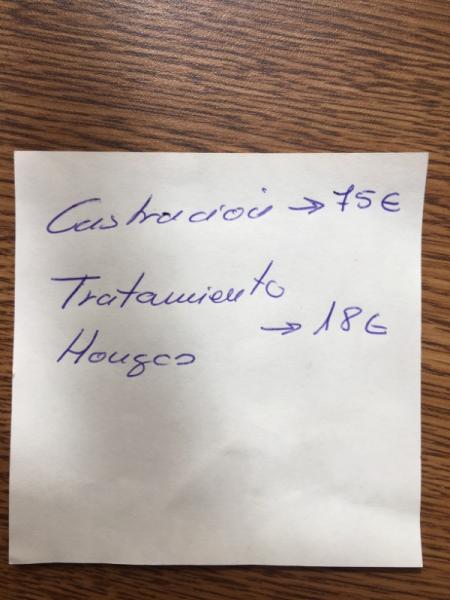 Castración → 75€
Tratamiento
→ 18€
Hongos